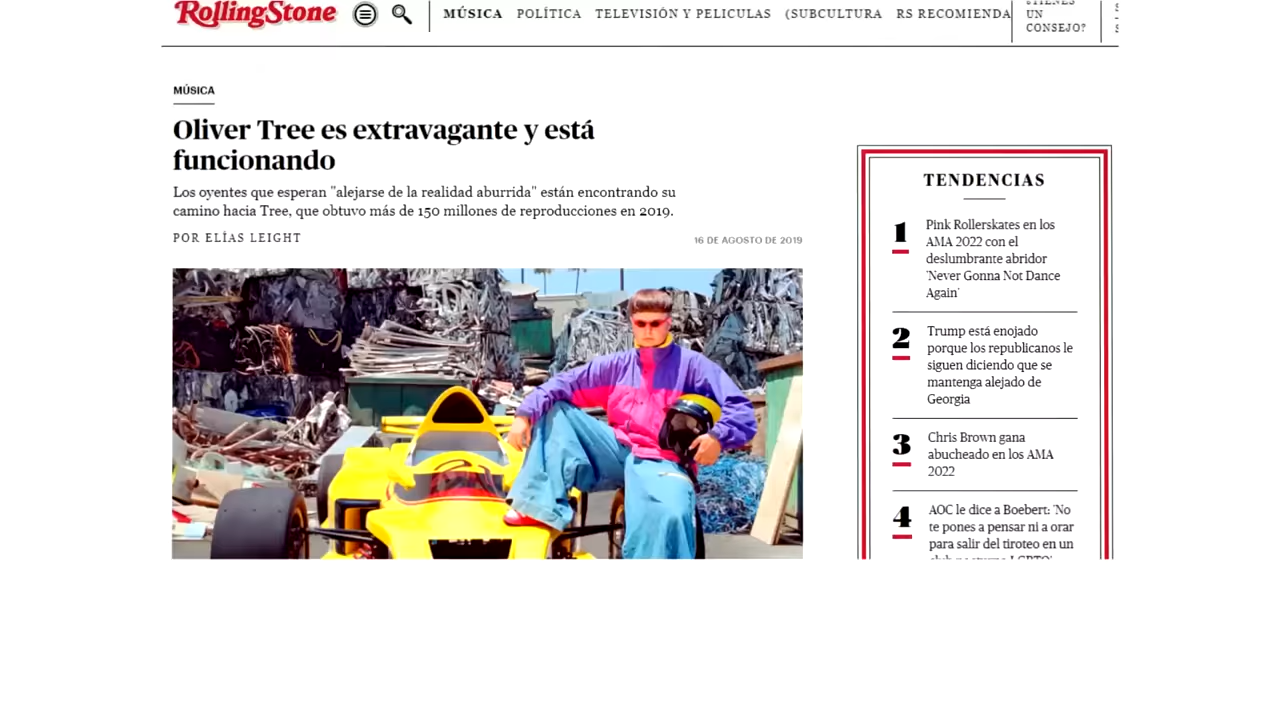 RollingStone
MÚSICA POLÍTICA TELEVISIÓN Y PELICULAS (SUBCULTURA RS RECOMIENDA
¿TIENES
UN
CONSEJO?
MÚSICA
Oliver Tree es extravagante y está
funcionando
Los oyentes que esperan "alejarse de la realidad aburrida" están encontrando su
camino hacia Tree, que obtuvo más de 150 millones de reproducciones en 2019.
POR ELÍAS LEIGHT
16 DE AGOSTO DE 2019
TENDENCIAS
1
Pink Rollerskates en los
AMA 2022 con el
deslumbrante abridor
'Never Gonna Not Dance
Again'
2
Trump está enojado
porque los republicanos le
siguen diciendo que se
mantenga alejado de
Georgia
3
Chris Brown gana
abucheado en los AMA
2022
4
AOC le dice a Boebert: 'No
te pones a pensar ni a orar
para salir del tiroteo en un